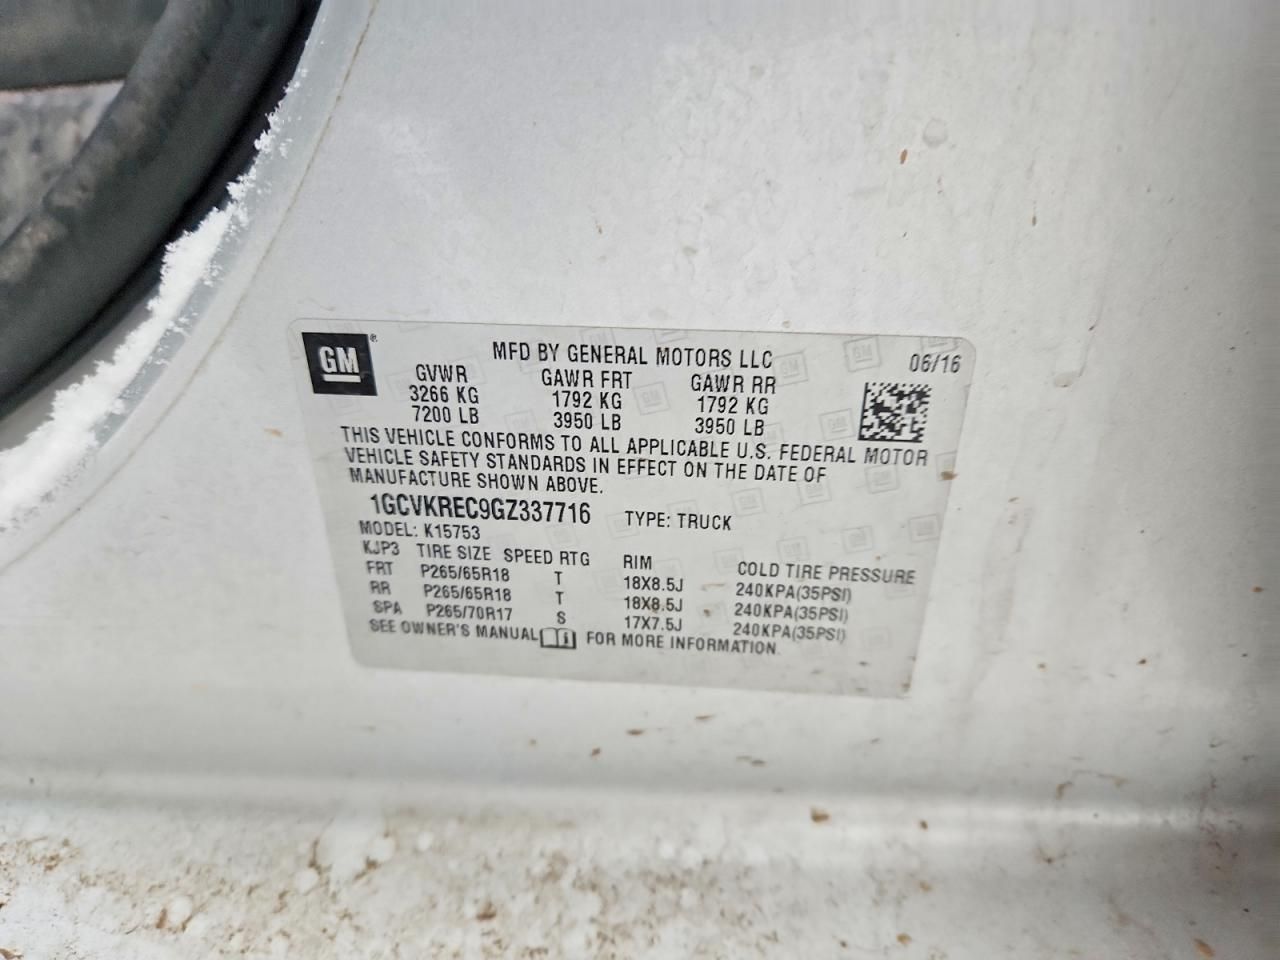 GM ®
MFD BY GENERAL MOTORS LLC 06/16
GVWR GAWR FRT GAWR RR
3266 KG 1792 KG 1792 KG
7200 LB 3950 LB 3950 LB
THIS VEHICLE CONFORMS TO ALL APPLICABLE U.S. FEDERAL MOTOR
VEHICLE SAFETY STANDARDS IN EFFECT ON THE DATE OF
MANUFACTURE SHOWN ABOVE.
1GCVKREC9GZ337716 TYPE: TRUCK
MODEL: K15753
KJP3 TIRE SIZE SPEED RTG RIM COLD TIRE PRESSURE
FRT P265/65R18 T 18X8.5J 240KPA(35PSI)
RR P265/65R18 T 18X8.5J 240KPA(35PSI)
SPA P265/70R17 S 17X7.5J 240KPA(35PSI)
SEE OWNER'S MANUAL FOR MORE INFORMATION.